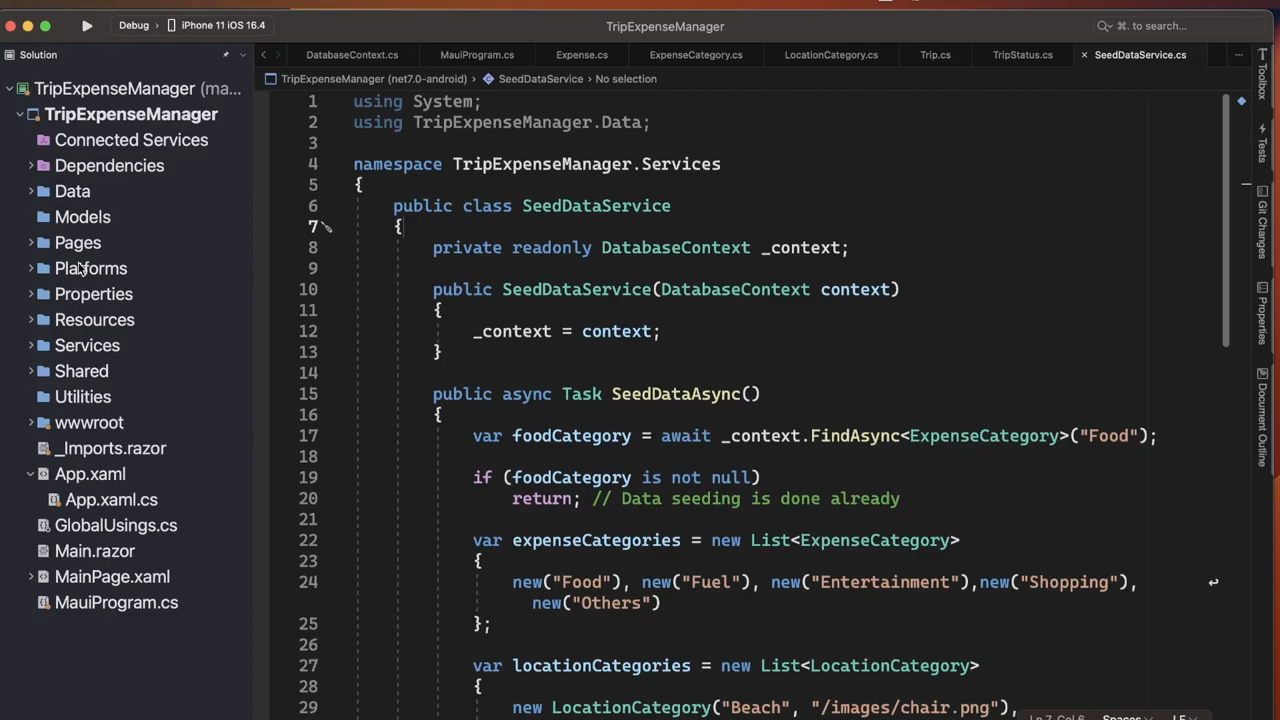 Debug › iPhone 11 iOS 16.4
TripExpenseManager
⌘. to search...
Solution
DatabaseContext.cs
MauiProgram.cs
Expense.cs
ExpenseCategory.cs
LocationCategory.cs
Trip.cs
TripStatus.cs
SeedDataService.cs
TripExpenseManager (net7.0-android) › SeedDataService › No selection
TripExpenseManager (ma...
TripExpenseManager
Connected Services
Dependencies
Data
Models
Pages
Platforms
Properties
Resources
Services
Shared
Utilities
wwwroot
_Imports.razor
App.xaml
App.xaml.cs
GlobalUsings.cs
Main.razor
MainPage.xaml
MauiProgram.cs
1 using System;
2 using TripExpenseManager.Data;
3
4 namespace TripExpenseManager.Services
5 {
6 public class SeedDataService
7 {
8 private readonly DatabaseContext _context;
9
10 public SeedDataService(DatabaseContext context)
11 {
12 _context = context;
13 }
14
15 public async Task SeedDataAsync()
16 {
17 var foodCategory = await _context.FindAsync<ExpenseCategory>("Food");
18
19 if (foodCategory is not null)
20 return; // Data seeding is done already
21
22 var expenseCategories = new List<ExpenseCategory>
23 {
24 new("Food"), new("Fuel"), new("Entertainment"),new("Shopping"),
new("Others")
25 };
26
27 var locationCategories = new List<LocationCategory>
28 {
29 new LocationCategory("Beach", "/images/chair.png"),
Toolbox
Tests
Git Changes
Properties
Document Outline
Ln 7, Col 6 Spaces LF